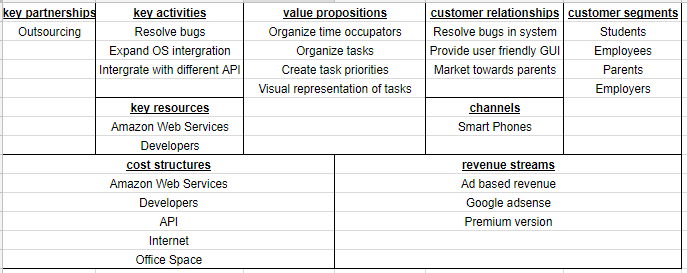 key partnerships
Outsourcing
key activities
Resolve bugs
Expand OS intergration
Intergrate with different API
key resources
Amazon Web Services
Developers
value propositions
Organize time occupators
Organize tasks
Create task priorities
Visual representation of tasks
customer relationships
Resolve bugs in system
Provide user friendly GUI
Market towards parents
channels
Smart Phones
customer segments
Students
Employees
Parents
Employers
cost structures
Amazon Web Services
Developers
API
Internet
Office Space
revenue streams
Ad based revenue
Google adsense
Premium version